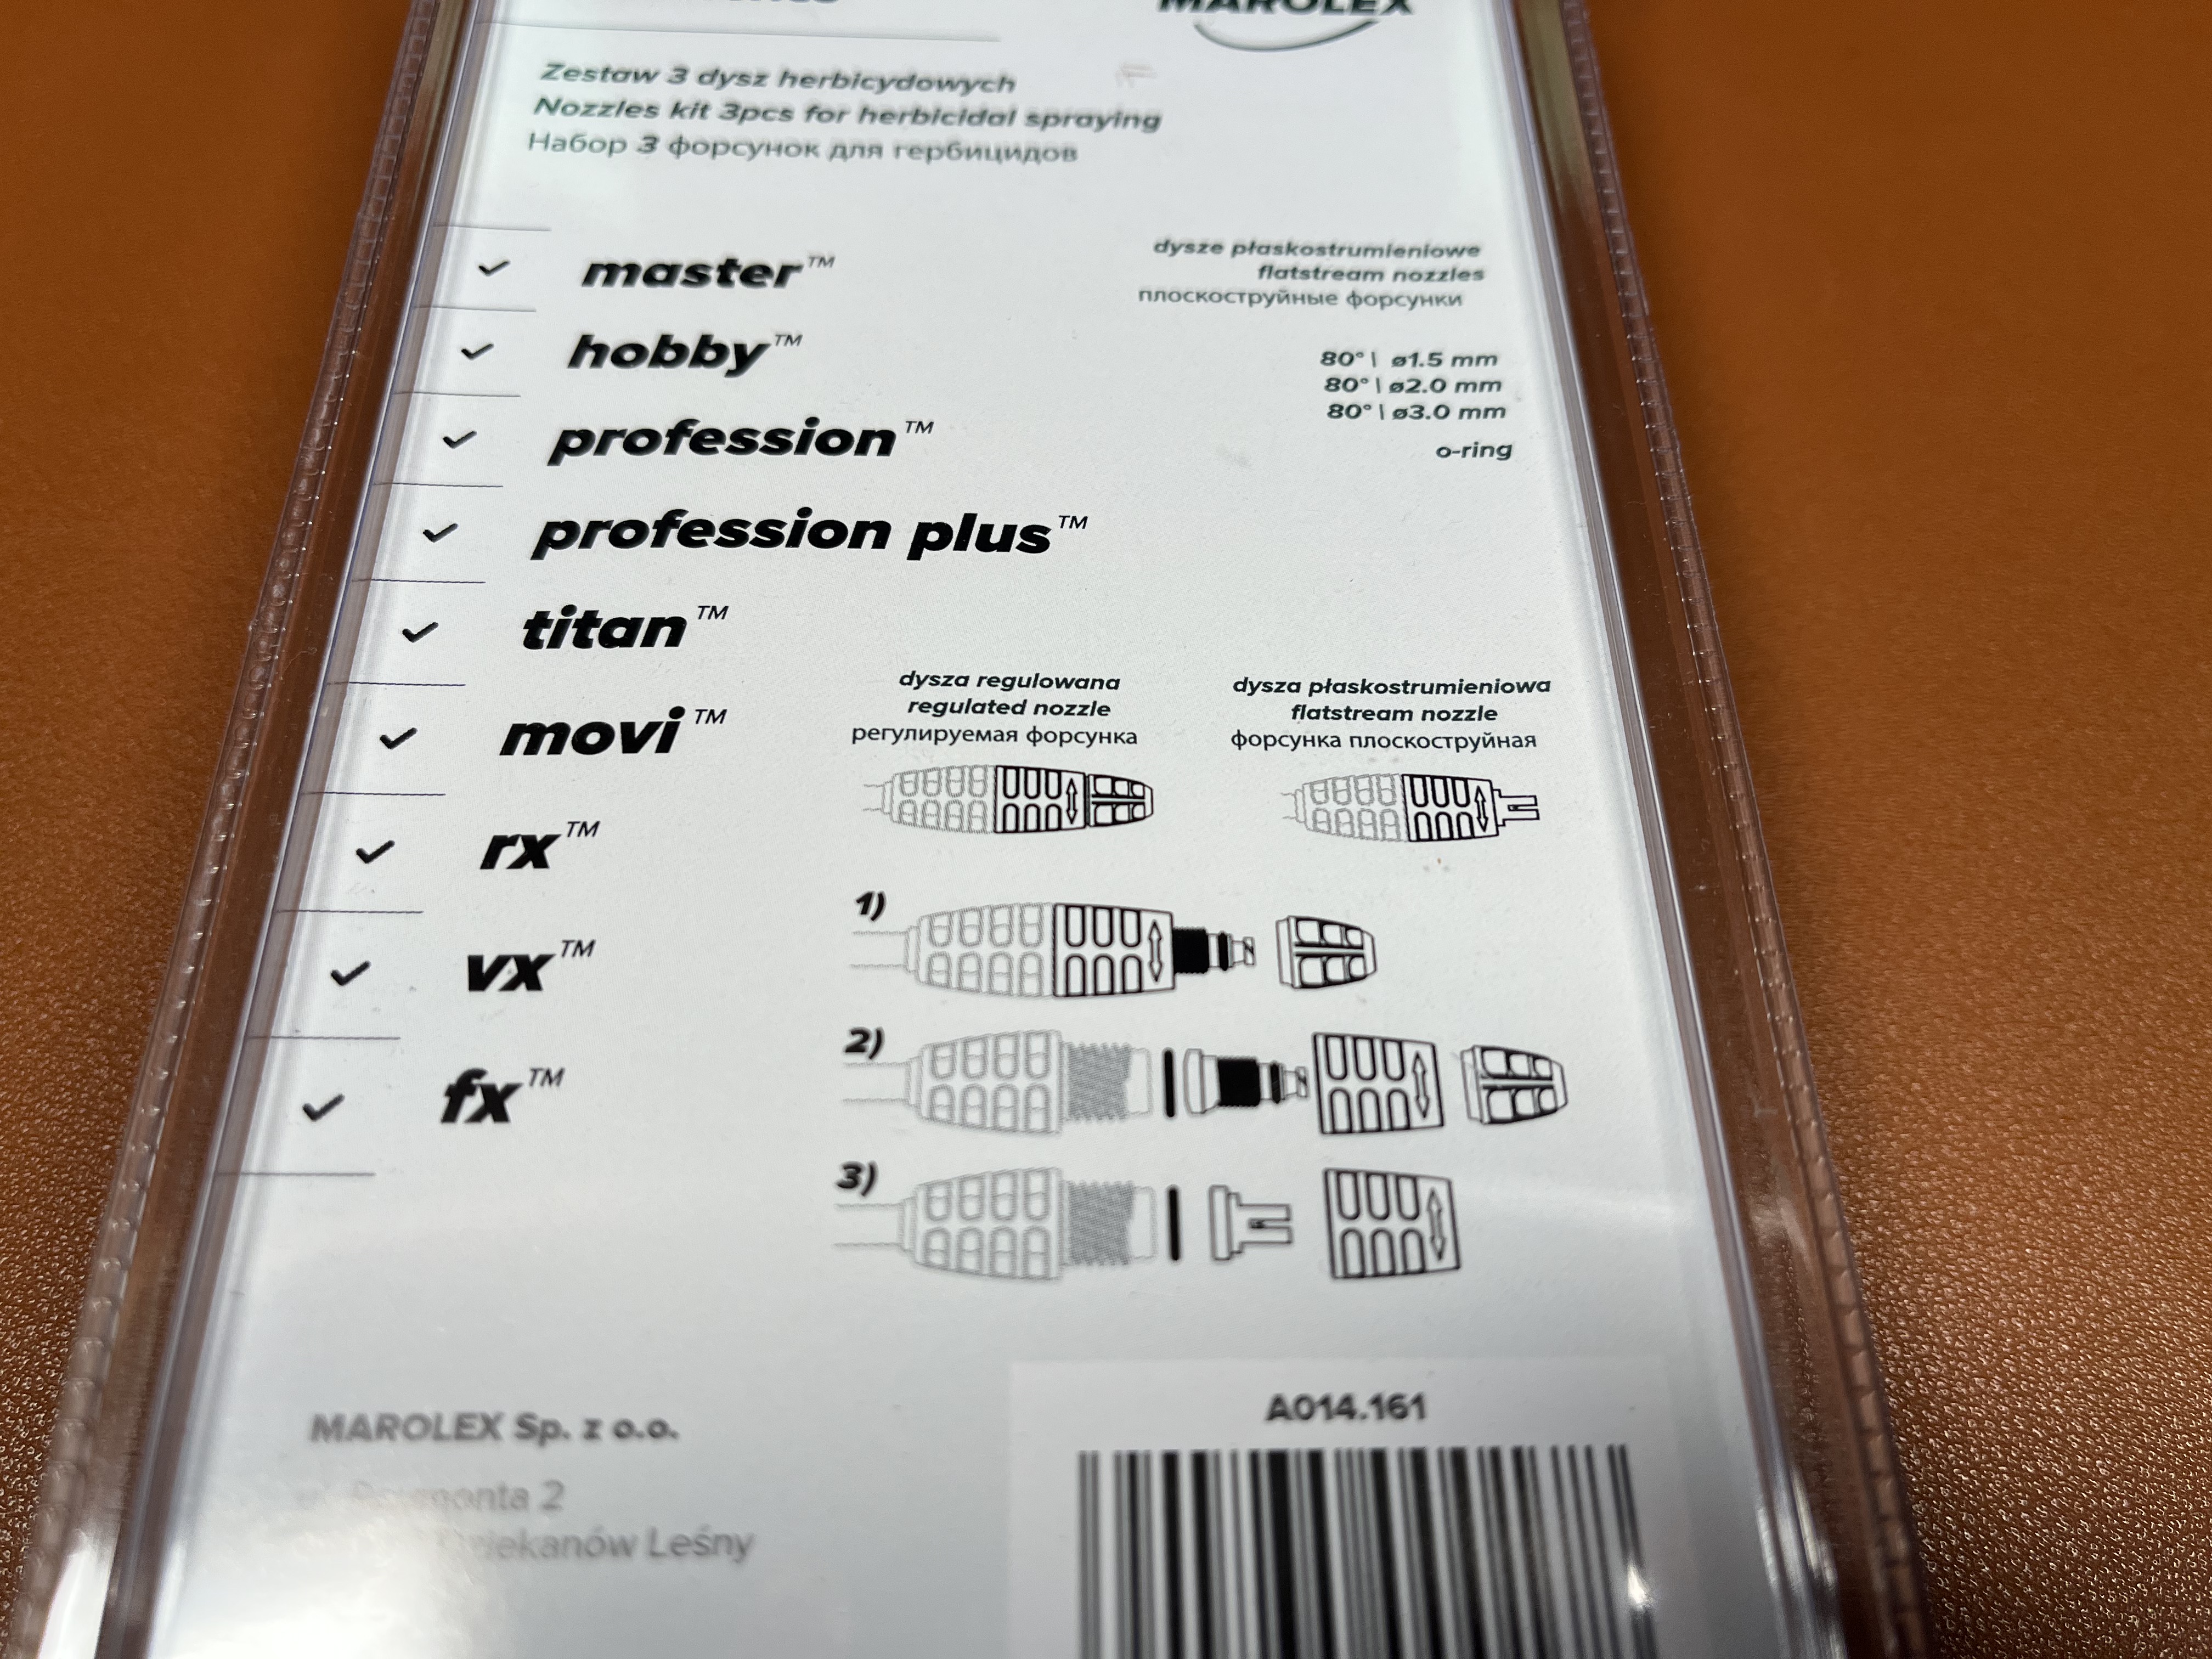 MAROLEX
Zestaw 3 dysz herbicydowych
Nozzles kit 3pcs for herbicidal spraying
Набор 3 форсунок для гербицидов
master™
hobby™
profession™
profession plus™
titan™
movi™
rx™
vx™
fx™
dysze płaskostrumieniowe
flatstream nozzles
плоскоструйные форсунки
80° | ø1.5 mm
80° | ø2.0 mm
80° | ø3.0 mm
o-ring
dysza regulowana
regulated nozzle
регулируемая форсунка
dysza płaskostrumieniowa
flatstream nozzle
форсунка плоскоструйная
1)
2)
3)
MAROLEX Sp. z o.o.
2
Leśny
A014.161